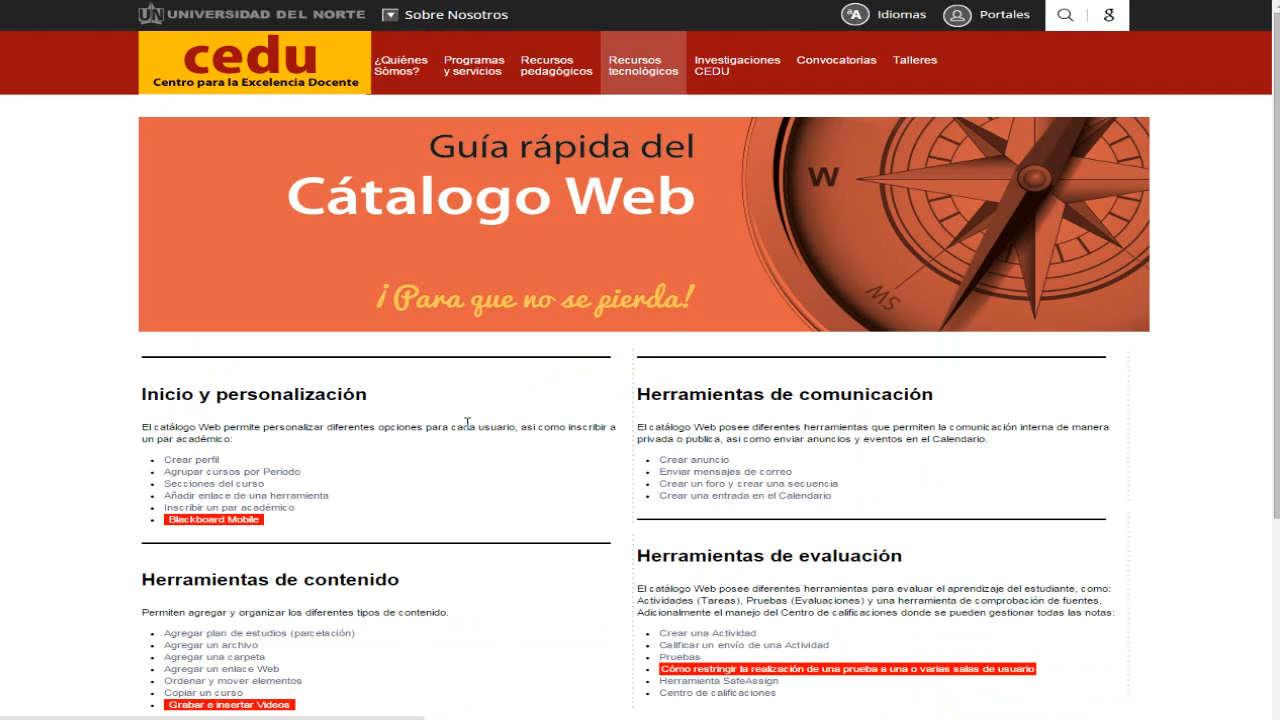 UN UNIVERSIDAD DEL NORTE
Sobre Nosotros
Idiomas
Portales
g
cedu
Centro para la Excelencia Docente
¿Quiénes
Sómos?
Programas
y servicios
Recursos
pedagógicos
Recursos
tecnológicos
Investigaciones
CEDU
Convocatorias
Talleres
Guía rápida del
Cátalogo Web
¡Para que no se pierda!
W
MS
Inicio y personalización
El catálogo Web permite personalizar diferentes opciones para cada usuario, asi como inscribir a
un par académico:
Crear perfil
Agrupar cursos por Periodo
Secciones del curso
Añadir enlace de una herramienta
Inscribir un par académico
Blackboard Mobile
Herramientas de contenido
Permiten agregar y organizar los diferentes tipos de contenido.
Agregar plan de estudios (parcelación)
Agregar un archivo
Agregar una carpeta
Agregar un enlace Web
Ordenar y mover elementos
Copiar un curso
Grabar e insertar Videos
Herramientas de comunicación
El catálogo Web posee diferentes herramientas que permiten la comunicación interna de manera
privada o publica, asi como enviar anuncios y eventos en el Calendario.
Crear anuncio
Enviar mensajes de correo
Crear un foro y crear una secuencia
Crear una entrada en el Calendario
Herramientas de evaluación
El catálogo Web posee diferentes herramientas para evaluar el aprendizaje del estudiante, como:
Actividades (Tareas), Pruebas (Evaluaciones) y una herramienta de comprobación de fuentes.
Adicionalmente el manejo del Centro de calificaciones donde se pueden gestionar todas las notas:
Crear una Actividad
Calificar un envío de una Actividad
Pruebas
Cómo restringir la realización de una prueba a una o varias salas de usuario
Herramienta SafeAssign
Centro de calificaciones